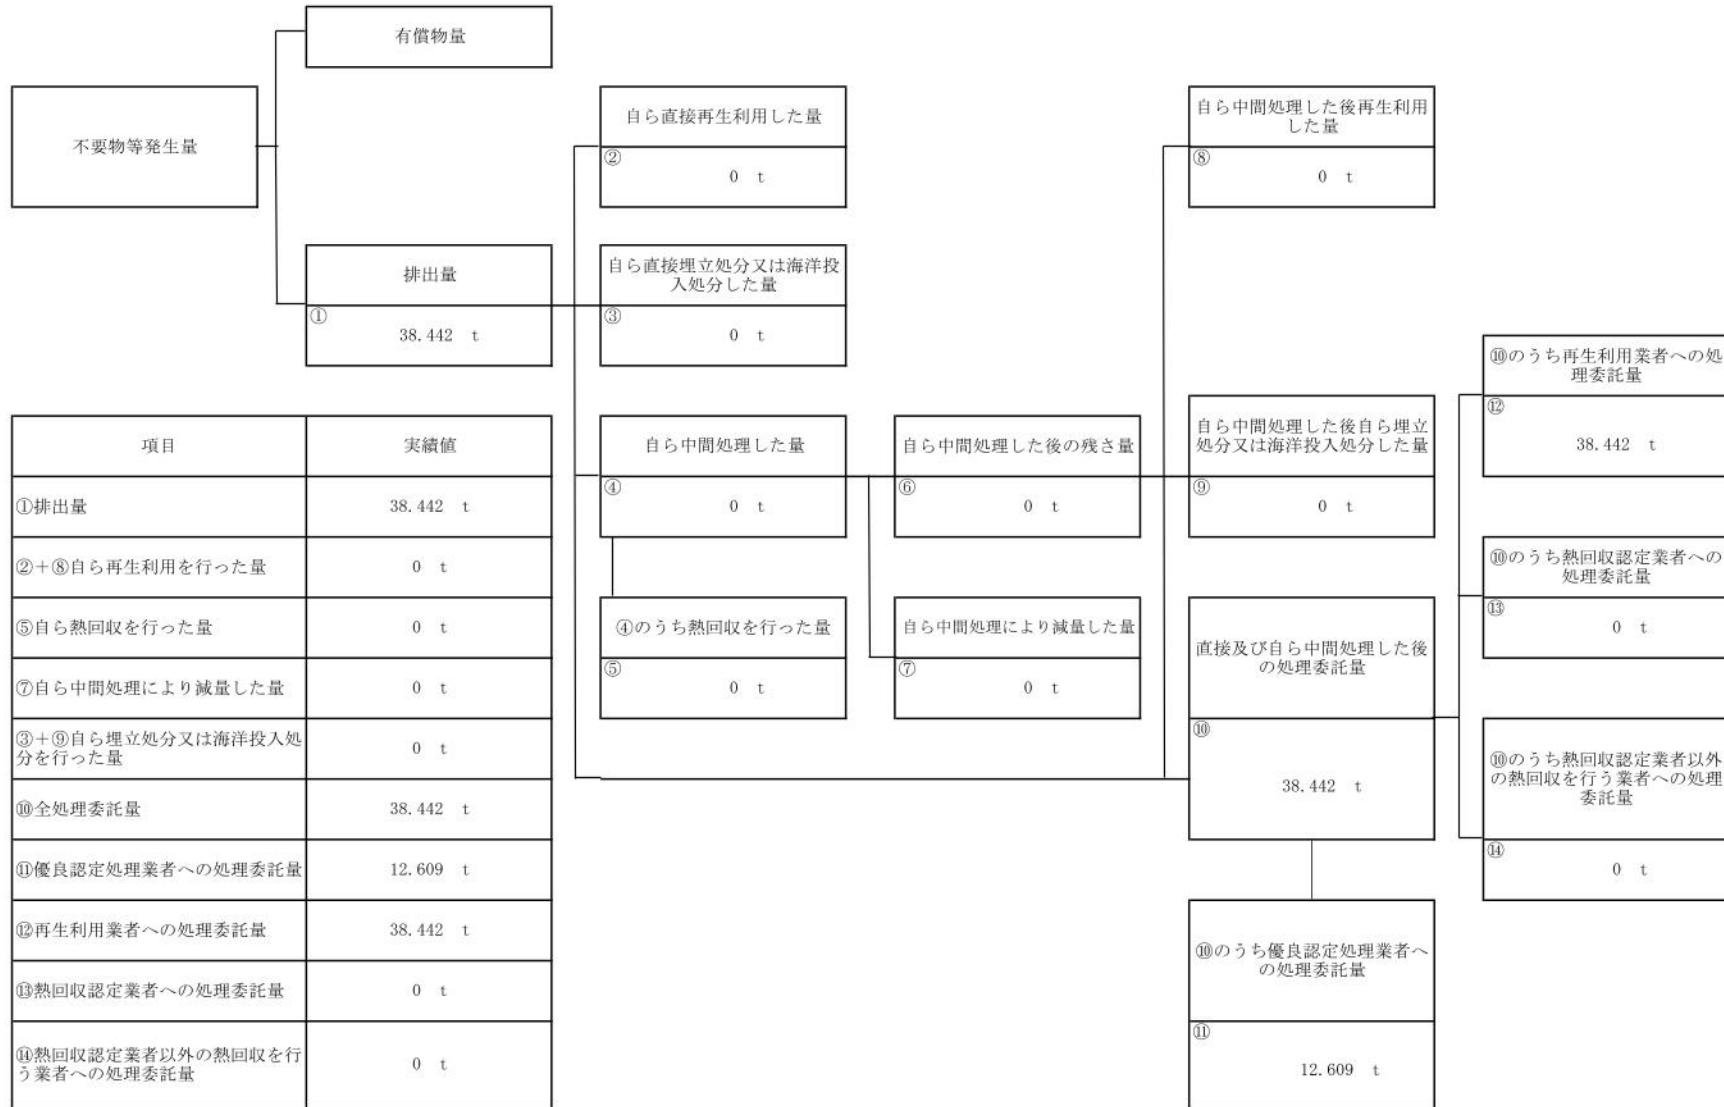 有償物量
不要物等発生量
自ら直接再生利用した量
②
0 t
自ら中間処理した後再生利用
した量
⑧
0 t
排出量
①
38.442 t
自ら直接埋立処分又は海洋投
入処分した量
③
0 t
項目
実績値
①排出量
38.442 t
②+⑧自ら再生利用を行った量
0 t
⑤自ら熱回収を行った量
0 t
⑦自ら中間処理により減量した量
0 t
③+⑨自ら埋立処分又は海洋投入処
分を行った量
0 t
⑩全処理委託量
38.442 t
⑪優良認定処理業者への処理委託量
12.609 t
⑫再生利用業者への処理委託量
38.442 t
⑬熱回収認定業者への処理委託量
0 t
⑭熱回収認定業者以外の熱回収を行
う業者への処理委託量
0 t
自ら中間処理した量
④
0 t
④のうち熱回収を行った量
⑤
0 t
自ら中間処理した後の残さ量
⑥
0 t
自ら中間処理により減量した量
⑦
0 t
自ら中間処理した後自ら埋立
処分又は海洋投入処分した量
⑨
0 t
直接及び自ら中間処理した後
の処理委託量
⑩
38.442 t
⑩のうち優良認定処理業者へ
の処理委託量
⑪
12.609 t
⑩のうち再生利用業者への処
理委託量
⑫
38.442 t
⑩のうち熱回収認定業者への
処理委託量
⑬
0 t
⑩のうち熱回収認定業者以外
の熱回収を行う業者への処理
委託量
⑭
0 t